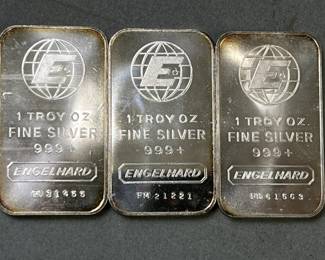 E
1 TROY OZ
FINE SILVER
999+
ENGELHARD
E
1 TROY OZ.
FINE SILVER
999+
ENGELHARD
FM 21221
E
1 TROY OZ.
FINE SILVER
999+
ENGELHARD